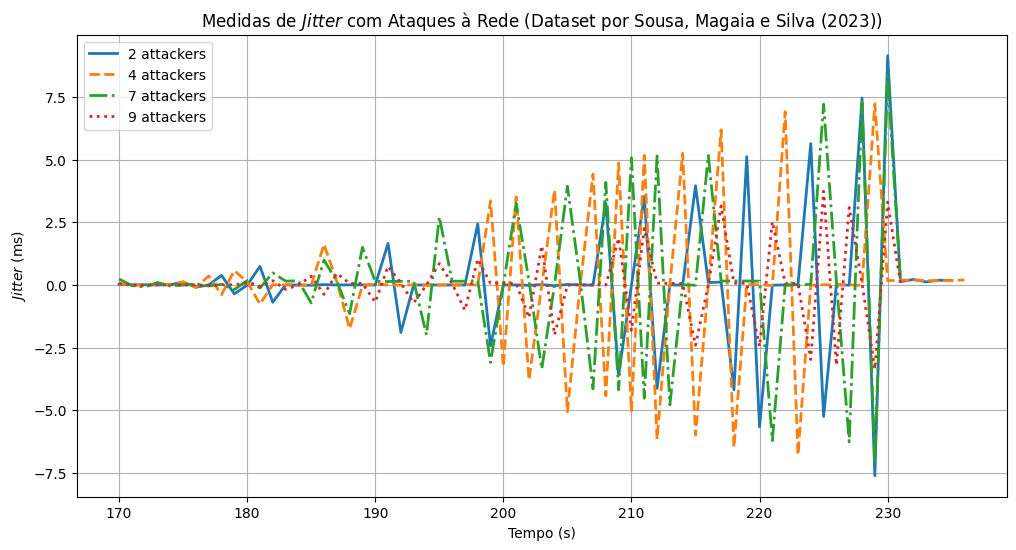 Medidas de Jitter com Ataques à Rede (Dataset por Sousa, Magaia e Silva (2023))
2 attackers
4 attackers
7 attackers
9 attackers
7.5
5.0
2.5
0.0
−2.5
−5.0
−7.5
Jitter (ms)
170 180 190 200 210 220 230
Tempo (s)